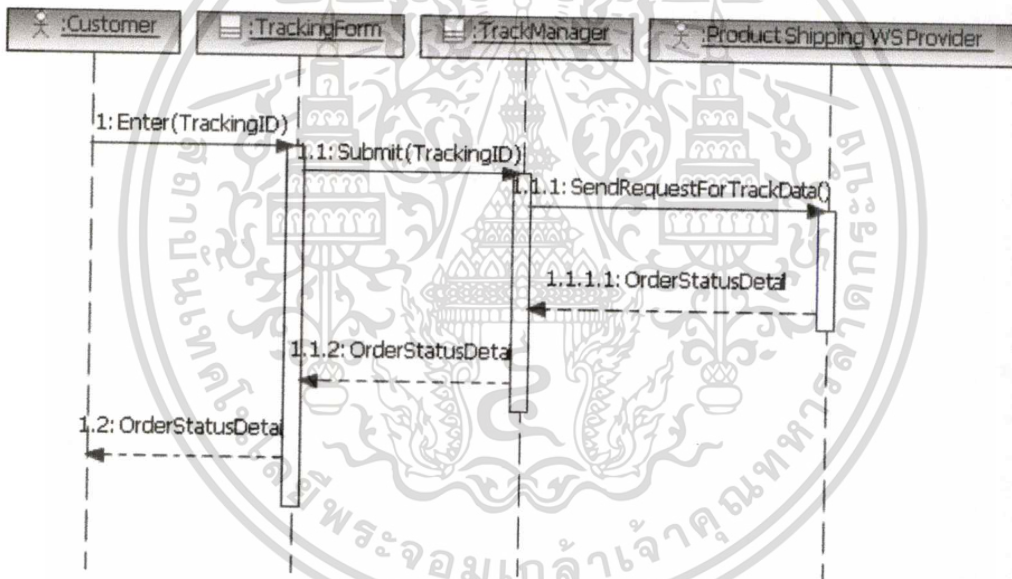 :Customer
:TrackingForm
:TrackManager
:Product Shipping WS Provider
1: Enter(TrackingID)
1.1: Submit(TrackingID)
1.1.1: SendRequestForTrackData()
1.1.1.1: OrderStatusDetal
1.1.2: OrderStatusDeta
1.2: OrderStatusDetal